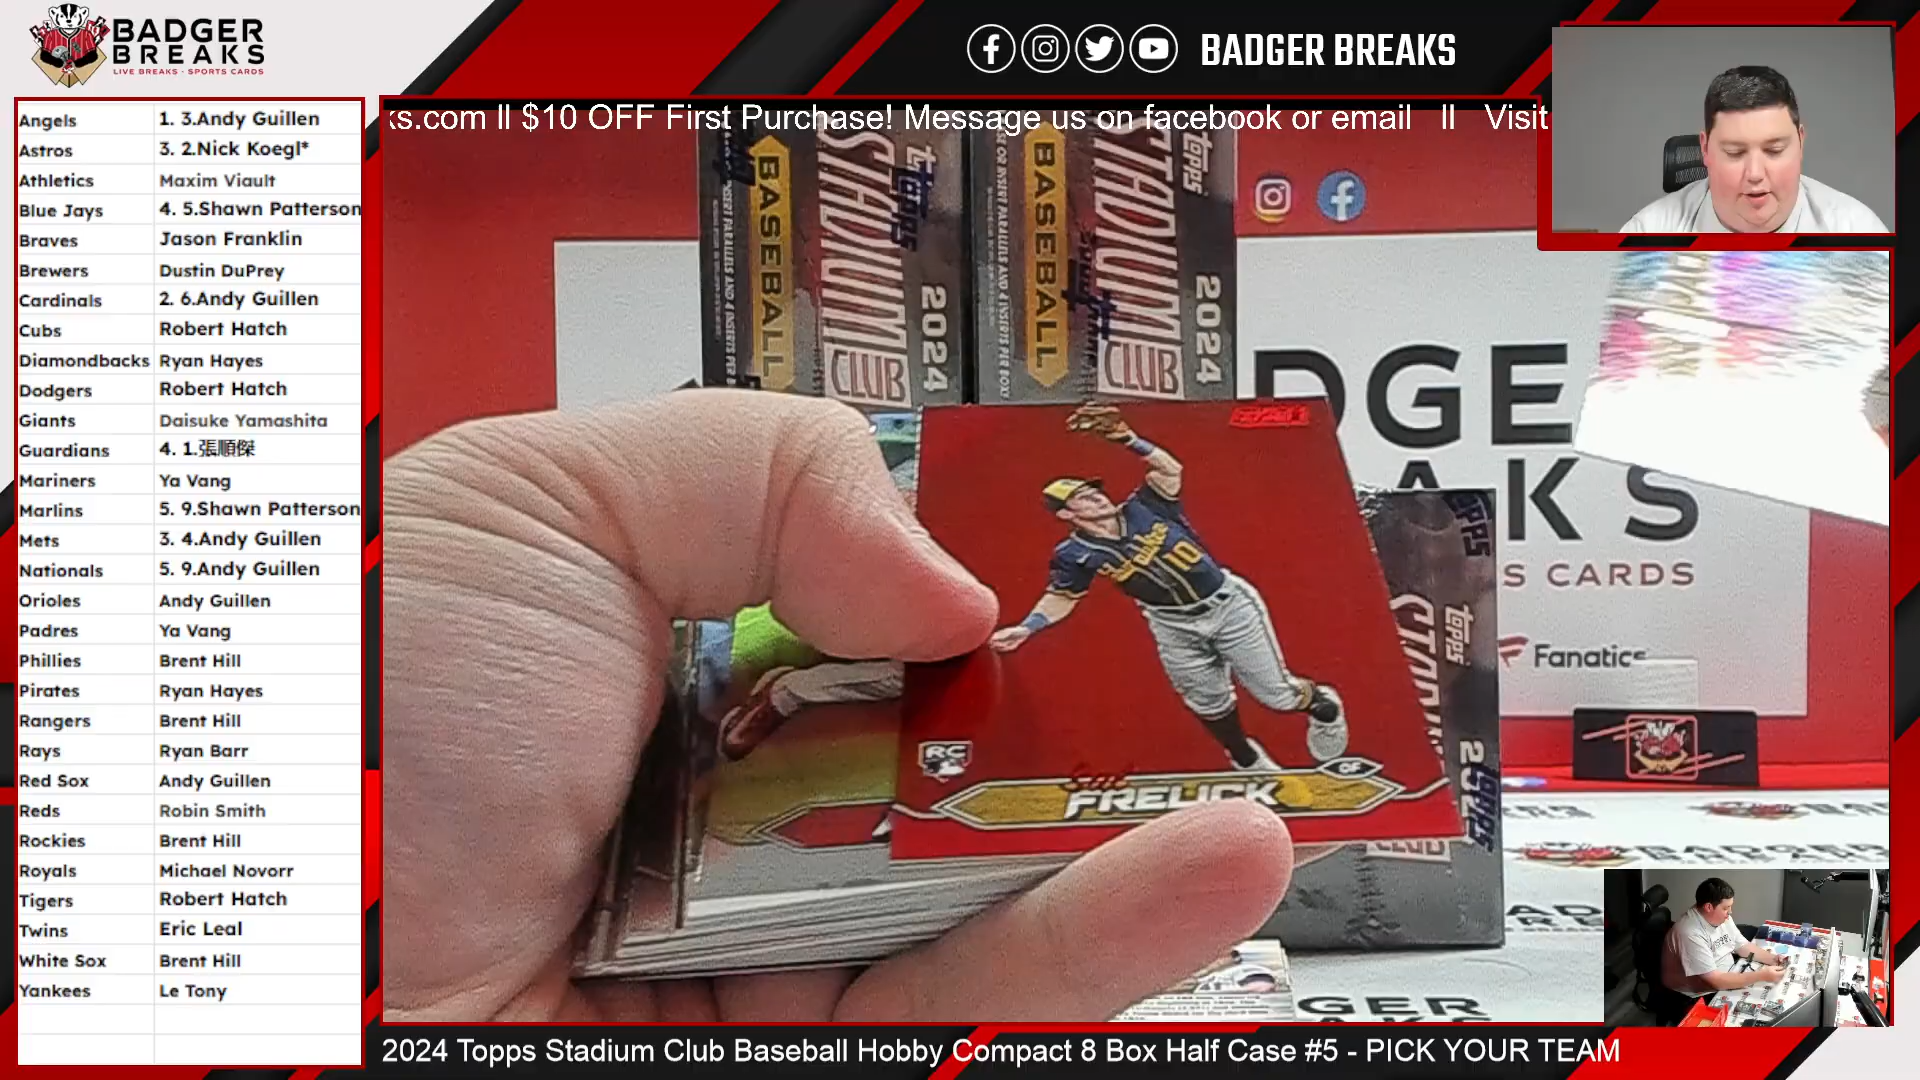 BADGER
BREAKS
LIVE BREAKS - SPORTS CARDS
BADGER BREAKS
ks.com ll $10 OFF First Purchase! Message us on facebook or email ll Visit
Angels 1. 3.Andy Guillen
Astros 3. 2.Nick Koegl*
Athletics Maxim Viault
Blue Jays 4. 5.Shawn Patterson
Braves Jason Franklin
Brewers Dustin DuPrey
Cardinals 2. 6.Andy Guillen
Cubs Robert Hatch
Diamondbacks Ryan Hayes
Dodgers Robert Hatch
Giants Daisuke Yamashita
Guardians 4. 1.張順傑
Mariners Ya Vang
Marlins 5. 9.Shawn Patterson
Mets 3. 4.Andy Guillen
Nationals 5. 9.Andy Guillen
Orioles Andy Guillen
Padres Ya Vang
Phillies Brent Hill
Pirates Ryan Hayes
Rangers Brent Hill
Rays Ryan Barr
Red Sox Andy Guillen
Reds Robin Smith
Rockies Brent Hill
Royals Michael Novorr
Tigers Robert Hatch
Twins Eric Leal
White Sox Brent Hill
Yankees Le Tony
BASEBALL
topps
STADIUM
CLUB
2024
BASEBALL
topps
STADIUM
CLUB
2024
DGE
AKS
S CARDS
Fanatics
topps
10
RC
FRELICK
OF
GER
2024 Topps Stadium Club Baseball Hobby Compact 8 Box Half Case #5 - PICK YOUR TEAM